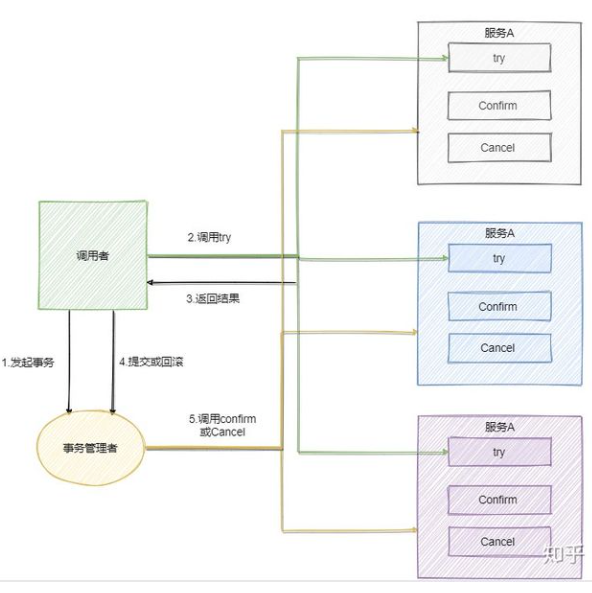 服务A
try
Confirm
Cancel
调用者
2.调用try
3.返回结果
服务A
try
Confirm
Cancel
1.发起事务
4.提交或回滚
5.调用confirm
或Cancel
事务管理者
服务A
try
Confirm
Cancel
知乎